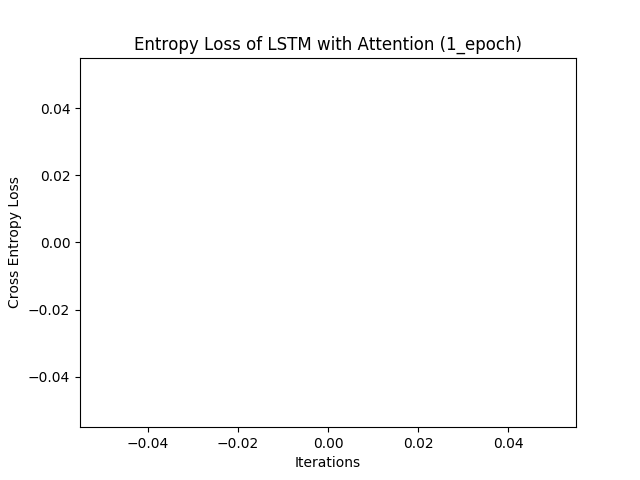 Entropy Loss of LSTM with Attention (1_epoch)
Cross Entropy Loss
0.04
0.02
0.00
−0.02
−0.04
−0.04 −0.02 0.00 0.02 0.04
Iterations